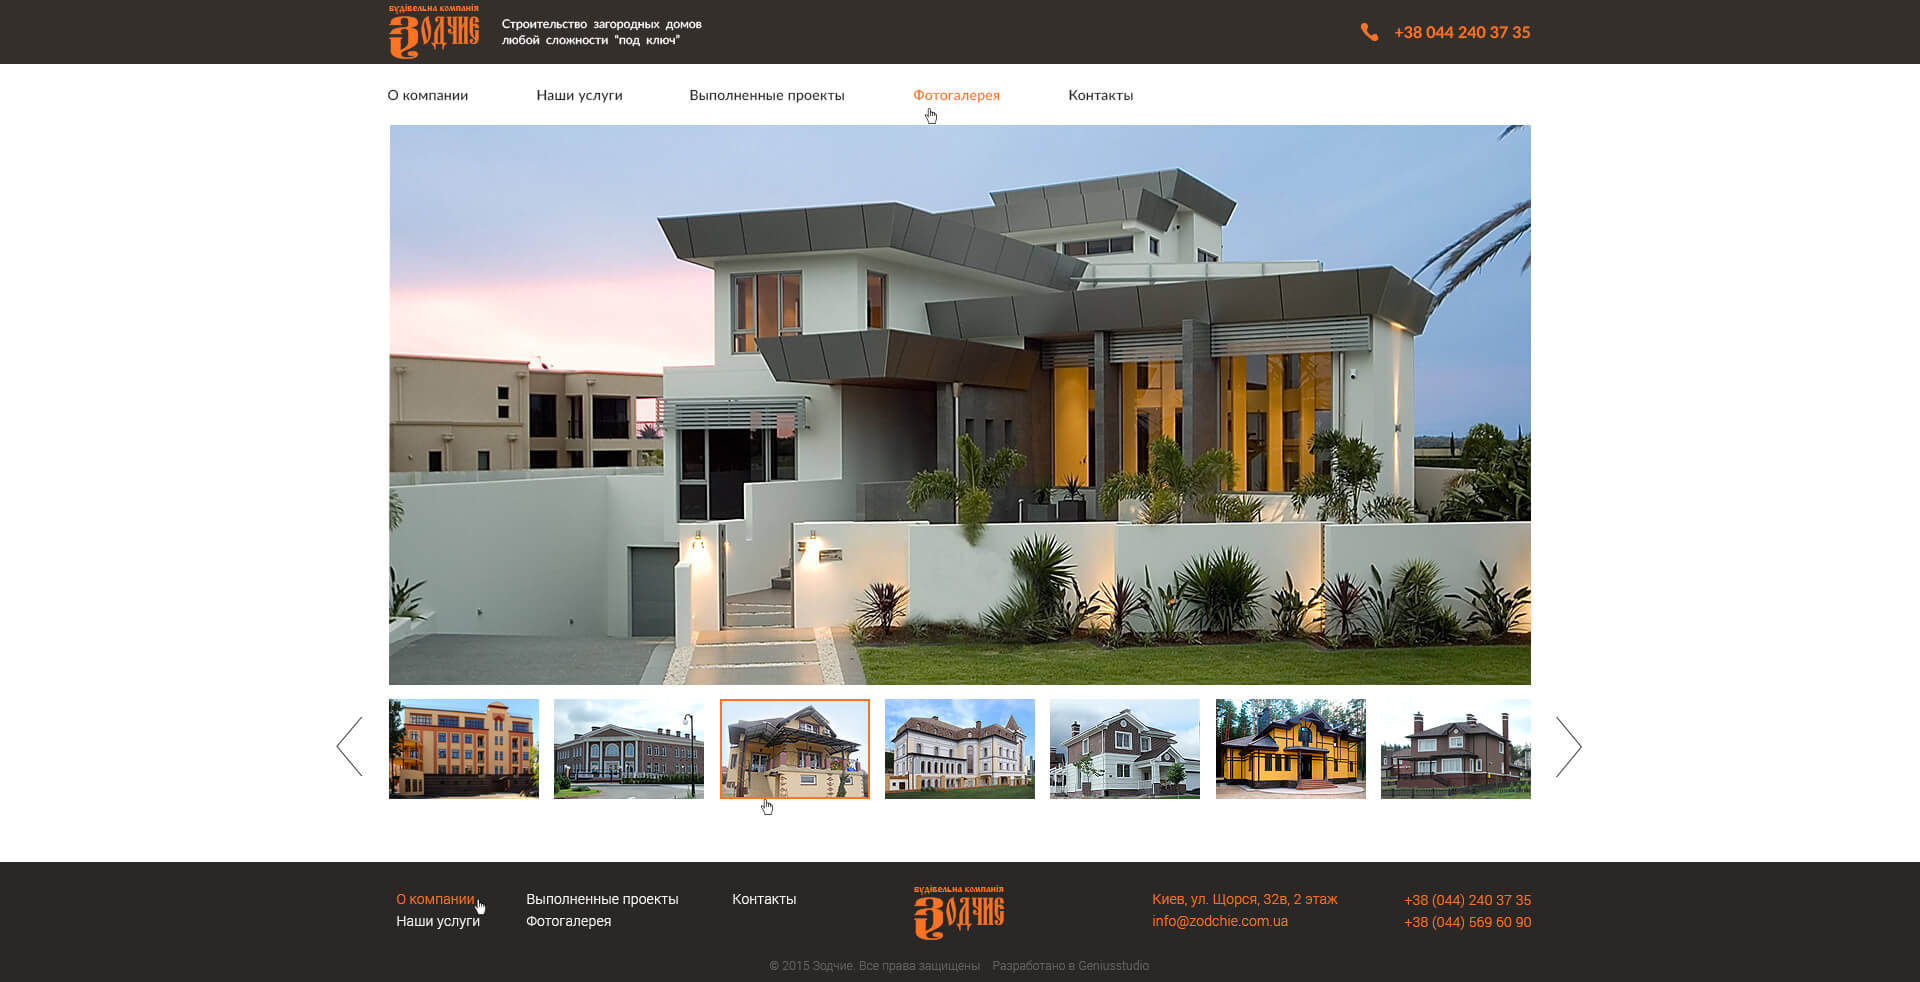 будівельна компанія
Зодчие
Строительство загородных домов
любой сложности "под ключ"
+38 044 240 37 35
О компании
Наши услуги
Выполненные проекты
Фотогалерея
Контакты
О компании
Наши услуги
Выполненные проекты
Фотогалерея
Контакты
будівельна компанія
Зодчие
Киев, ул. Щорса, 32в, 2 этаж
info@zodchie.com.ua
+38 (044) 240 37 35
+38 (044) 569 60 90
© 2015 Зодчие. Все права защищены Разработано в Geniusstudio